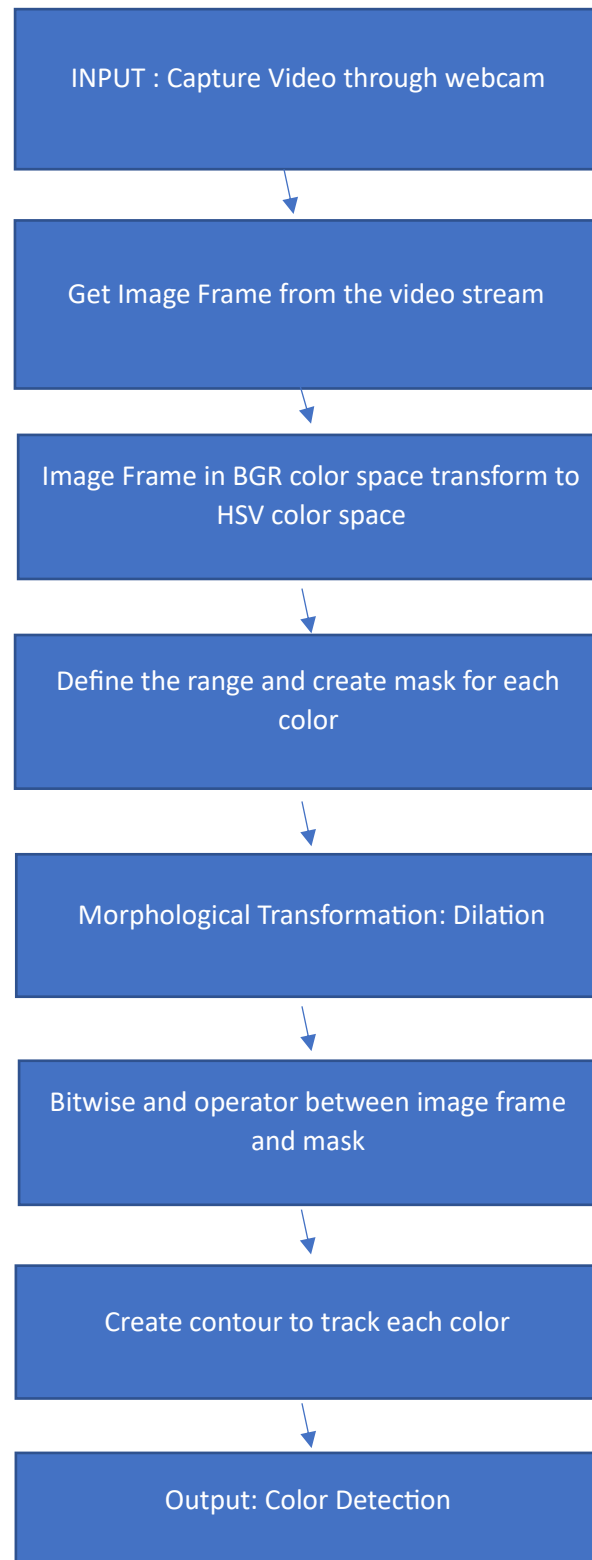 INPUT : Capture Video through webcam
Get Image Frame from the video stream
Image Frame in BGR color space transform to
HSV color space
Define the range and create mask for each
color
Morphological Transformation: Dilation
Bitwise and operator between image frame
and mask
Create contour to track each color
Output: Color Detection